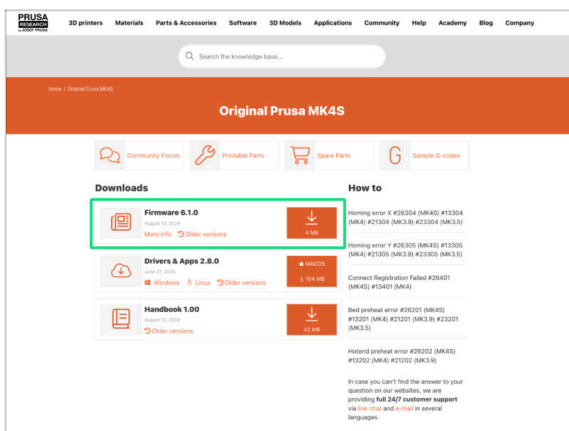 PRUSA
RESEARCH
by JOSEF PRUSA
3D printers Materials Parts & Accessories Software 3D Models Applications Community Help Academy Blog Company
Search the knowledge base...
Home / Original Prusa MK4S
Original Prusa MK4S
Community Forum
Printable Parts
Spare Parts
G
Sample G-codes
Downloads
Firmware 6.1.0
August 13, 2024
More info Older versions
4 MB
Drivers & Apps 2.8.0
June 27, 2024
Windows Linux Older versions
MACOS
104 MB
Handbook 1.00
August 12, 2024
Older versions
42 MB
How to
Homing error X #26304 (MK4S) #13304
(MK4) #21304 (MK3.9) #23304 (MK3.5)
Homing error Y #26305 (MK4S) #13305
(MK4) #21305 (MK3.9) #23305 (MK3.5)
Connect Registration Failed #26401
(MK4S) #13401 (MK4)
Bed preheat error #26201 (MK4S)
#13201 (MK4) #21201 (MK3.9) #23201
(MK3.5)
Hotend preheat error #26202 (MK4S)
#13202 (MK4) #21202 (MK3.9)
In case you can't find the answer to your
question on our websites, we are
providing full 24/7 customer support
via live chat and e-mail in several
languages.